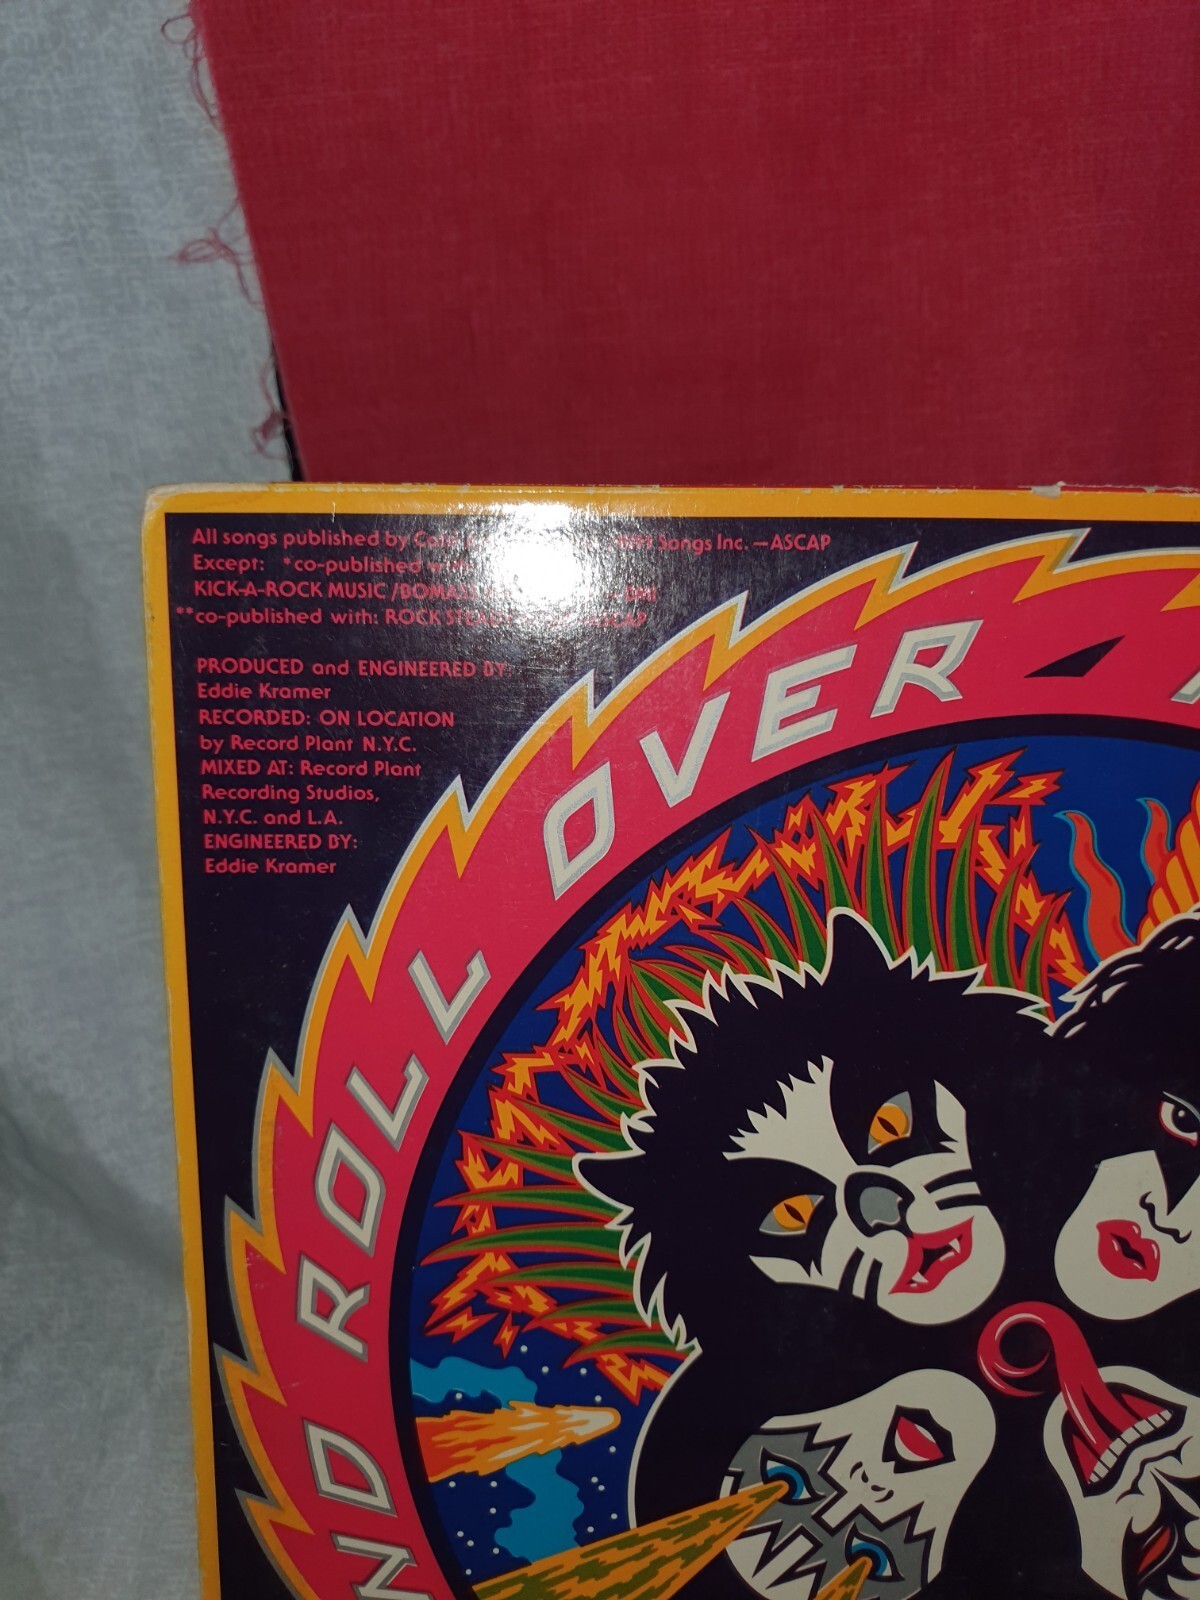 All songs published by Songs Inc. —ASCAP
Except: *co-published with
KICK-A-ROCK MUSIC /
**co-published with: ROCK
PRODUCED and ENGINEERED BY:
Eddie Kramer
RECORDED: ON LOCATION
by Record Plant N.Y.C.
MIXED AT: Record Plant
Recording Studios,
N.Y.C. and L.A.
ENGINEERED BY:
Eddie Kramer
ND ROLL OVER